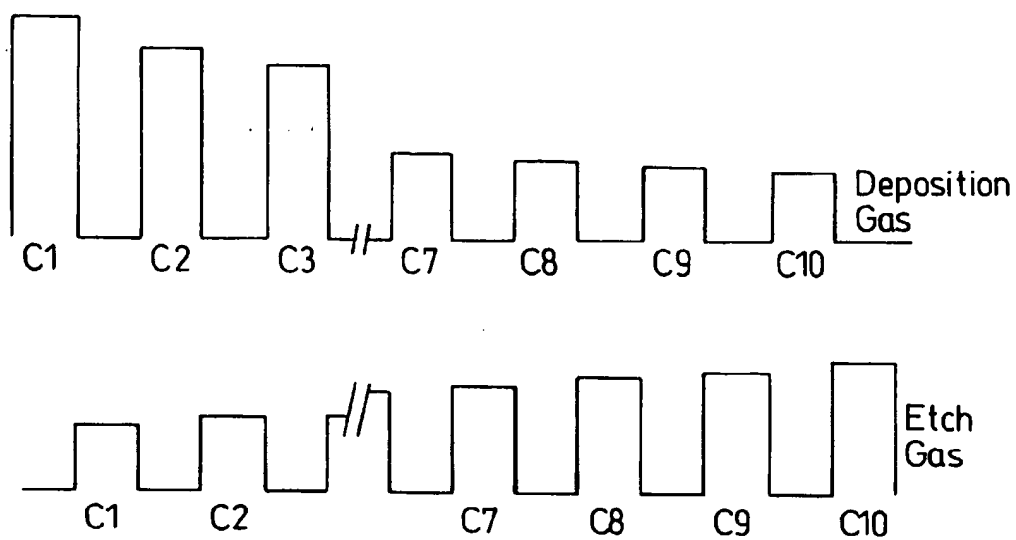 Deposition
Gas
C1 C2 C3 C7 C8 C9 C10
Etch
Gas
C1 C2 C7 C8 C9 C10